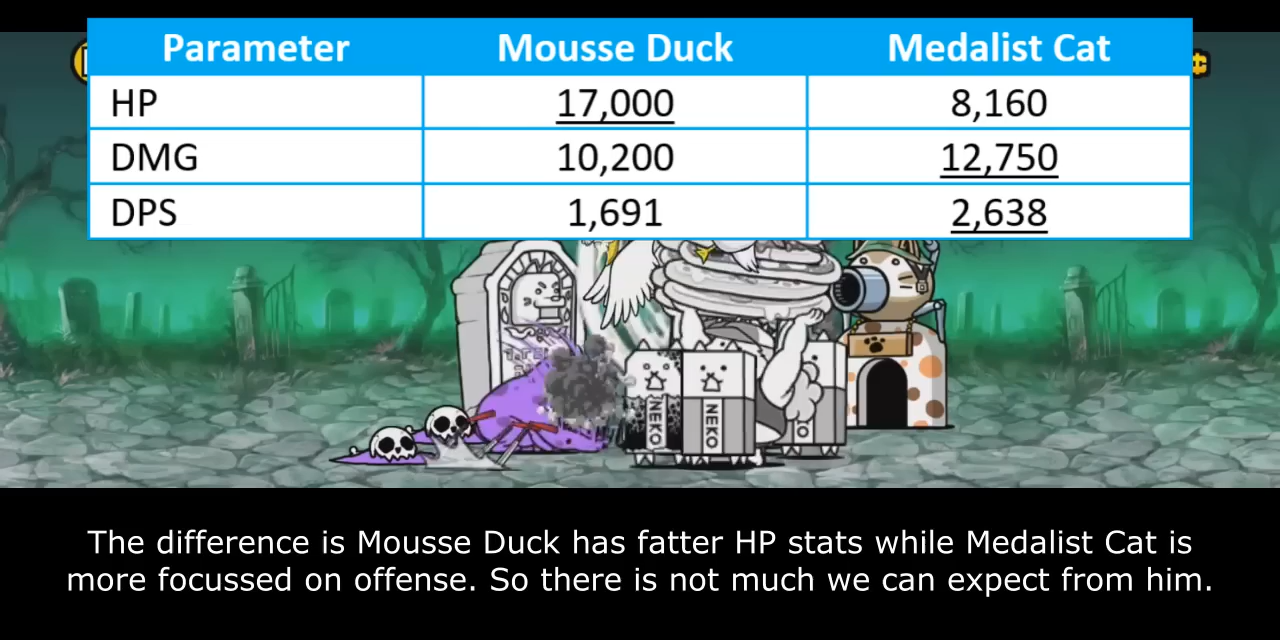 Parameter Mousse Duck Medalist Cat
HP 17,000 8,160
DMG 10,200 12,750
DPS 1,691 2,638
NEKO NEKO
The difference is Mousse Duck has fatter HP stats while Medalist Cat is
more focussed on offense. So there is not much we can expect from him.